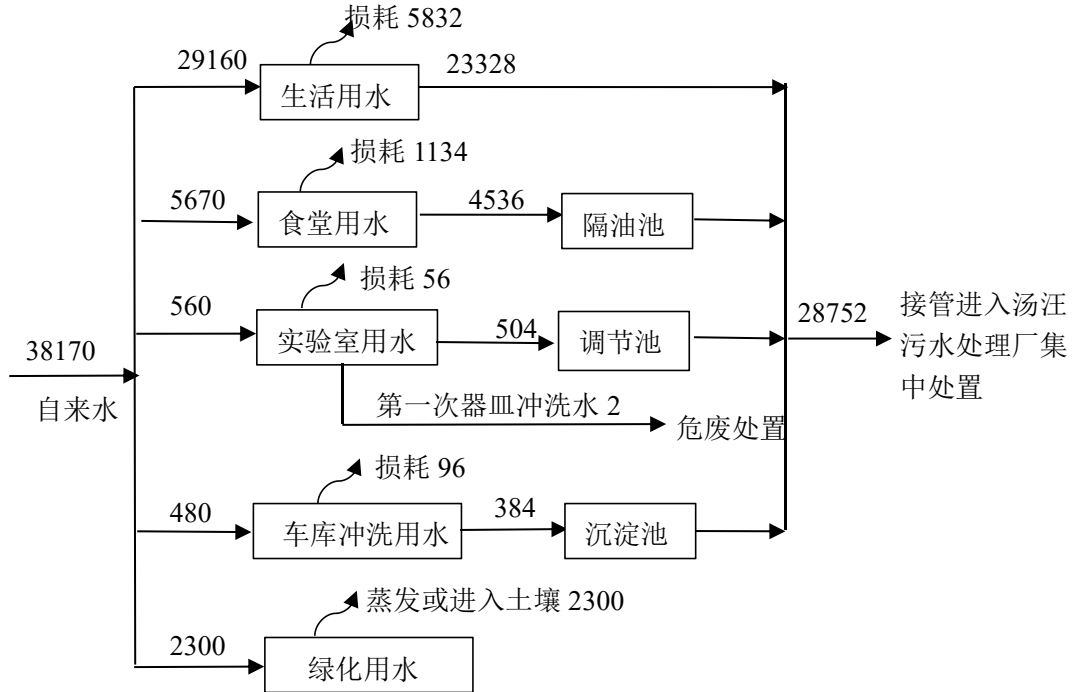 损耗 5832
29160
生活用水
23328
损耗 1134
5670
食堂用水
4536
隔油池
损耗 56
560
实验室用水
504
调节池
28752
接管进入汤汪
污水处理厂集
中处置
38170
自来水
第一次器皿冲洗水 2
危废处置
损耗 96
480
车库冲洗用水
384
沉淀池
蒸发或进入土壤 2300
2300
绿化用水